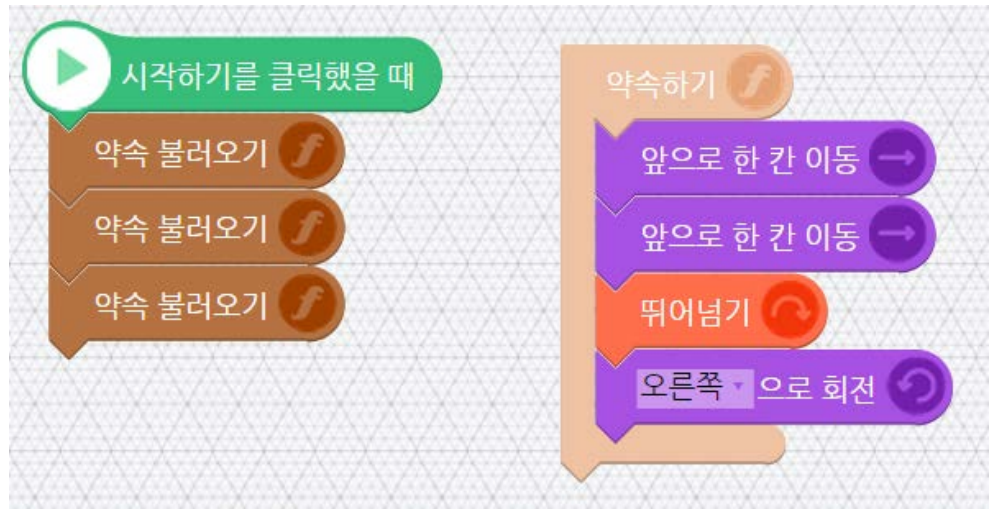 시작하기를 클릭했을 때
약속 불러오기
약속 불러오기
약속 불러오기
약속하기
앞으로 한 칸 이동
앞으로 한 칸 이동
뛰어넘기
오른쪽 으로 회전